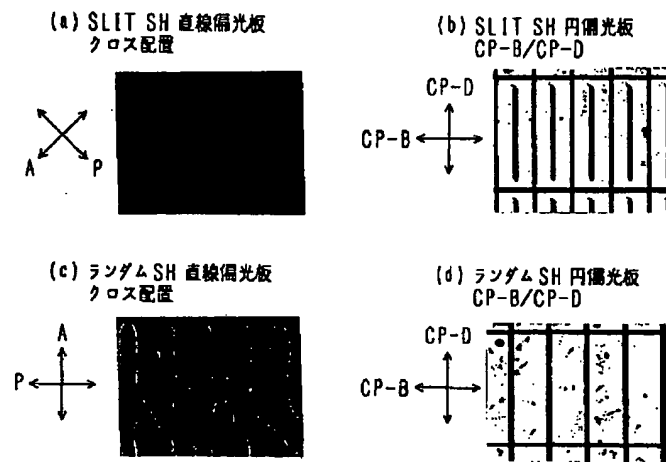 (a) SLIT SH 直線偏光板
クロス配置
A
P
(b) SLIT SH 円偏光板
CP-B/CP-D
CP-D
CP-B
(c) ランダム SH 直線偏光板
クロス配置
A
P
(d) ランダム SH 円偏光板
CP-B/CP-D
CP-D
CP-B